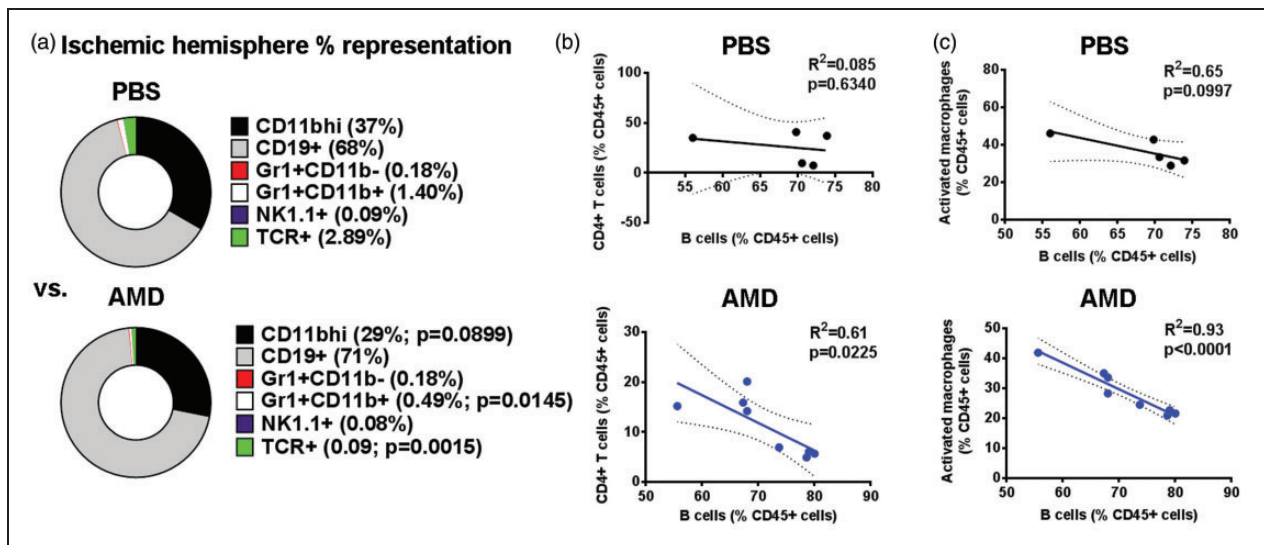 (a) Ischemic hemisphere % representation
PBS
CD11bhi (37%)
CD19+ (68%)
Gr1+CD11b- (0.18%)
Gr1+CD11b+ (1.40%)
NK1.1+ (0.09%)
TCR+ (2.89%)
vs.
AMD
CD11bhi (29%; p=0.0899)
CD19+ (71%)
Gr1+CD11b- (0.18%)
Gr1+CD11b+ (0.49%; p=0.0145)
NK1.1+ (0.08%)
TCR+ (0.09; p=0.0015)
(b)
PBS
R²=0.085
p=0.6340
CD4+ T cells (% CD45+ cells)
100
50
0
-50
55 60 65 70 75 80
B cells (% CD45+ cells)
AMD
R²=0.61
p=0.0225
CD4+ T cells (% CD45+ cells)
30
20
10
0
50 60 70 80 90
B cells (% CD45+ cells)
(c)
PBS
R²=0.65
p=0.0997
Activated macrophages
(% CD45+ cells)
80
60
40
20
0
50 55 60 65 70 75 80
B cells (% CD45+ cells)
AMD
R²=0.93
p<0.0001
Activated macrophages
(% CD45+ cells)
50
40
30
20
10
0
50 60 70 80 90
B cells (% CD45+ cells)